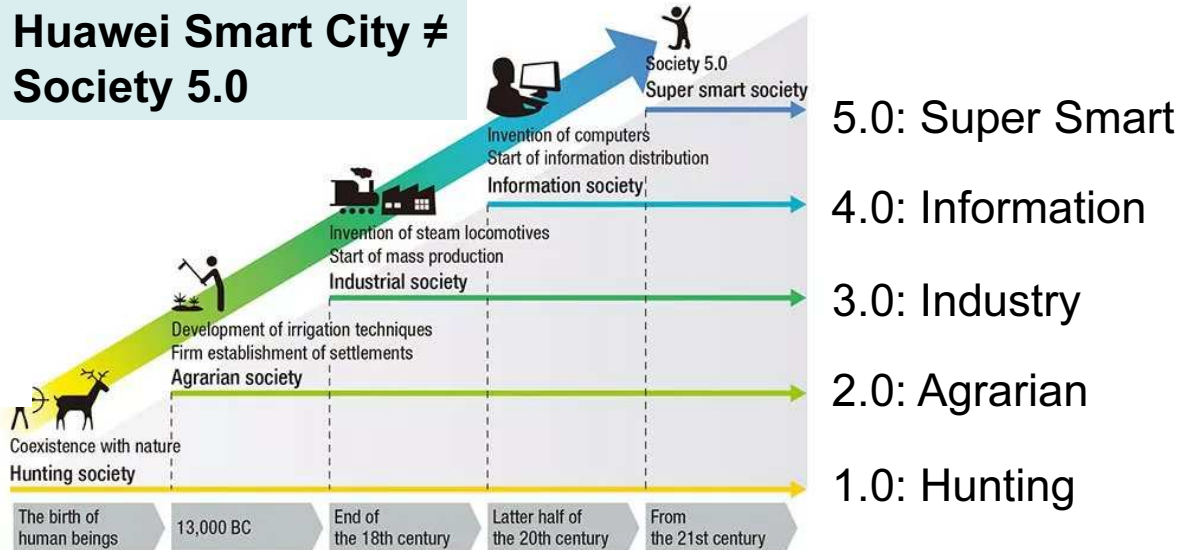 Huawei Smart City ≠
Society 5.0
Society 5.0
Super smart society
Invention of computers
Start of information distribution
Information society
Invention of steam locomotives
Start of mass production
Industrial society
Development of irrigation techniques
Firm establishment of settlements
Agrarian society
Coexistence with nature
Hunting society
The birth of
human beings
13,000 BC
End of
the 18th century
Latter half of
the 20th century
From
the 21st century
5.0: Super Smart
4.0: Information
3.0: Industry
2.0: Agrarian
1.0: Hunting